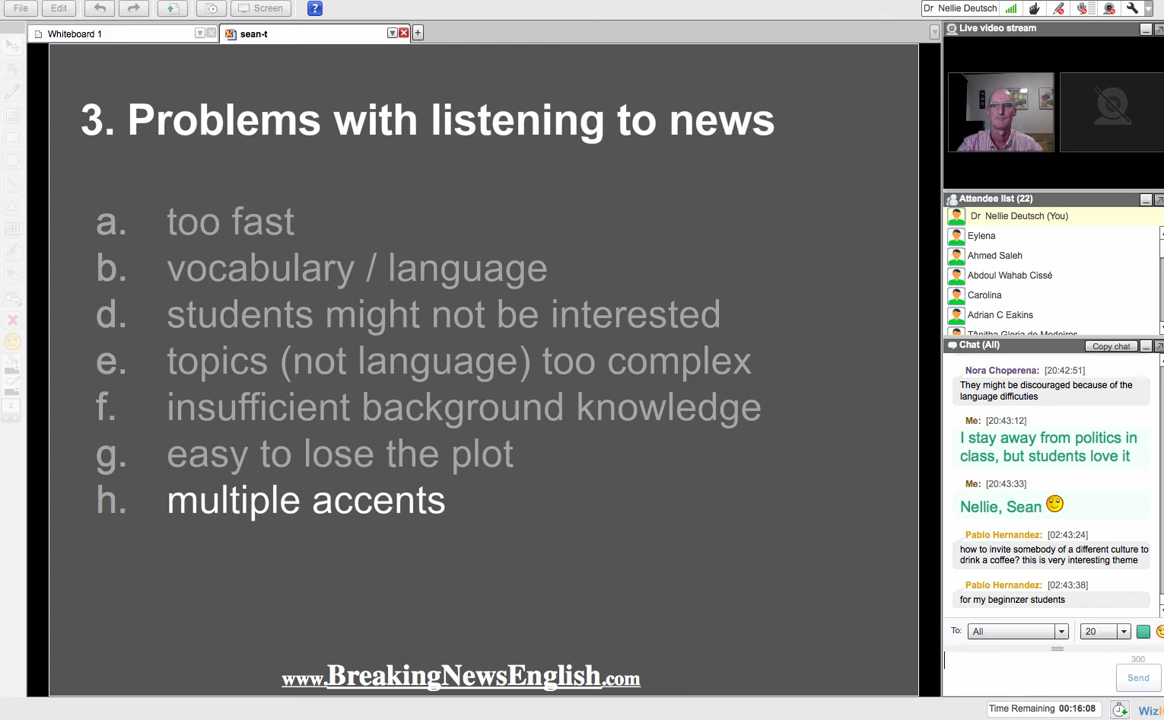 File
Edit
Screen
?
Dr Nellie Deutsch
Whiteboard 1
sean-t
Live video stream
3. Problems with listening to news
a. too fast
b. vocabulary / language
d. students might not be interested
e. topics (not language) too complex
f. insufficient background knowledge
g. easy to lose the plot
h. multiple accents
www.BreakingNewsEnglish.com
Attendee list (22)
Dr Nellie Deutsch (You)
Eylena
Ahmed Saleh
Abdoul Wahab Cissé
Carolina
Adrian C Eakins
Chat (All)
Copy chat
Nora Choperena: [20:42:51]
They might be discouraged because of the
language difficuties
Me: [20:43:12]
I stay away from politics in
class, but students love it
Me: [20:43:33]
Nellie, Sean
Pablo Hernandez: [02:43:24]
how to invite somebody of a different culture to
drink a coffee? this is very interesting theme
Pablo Hernandez: [02:43:38]
for my beginnzer students
To: All 20
300
Send
Time Remaining 00:16:08